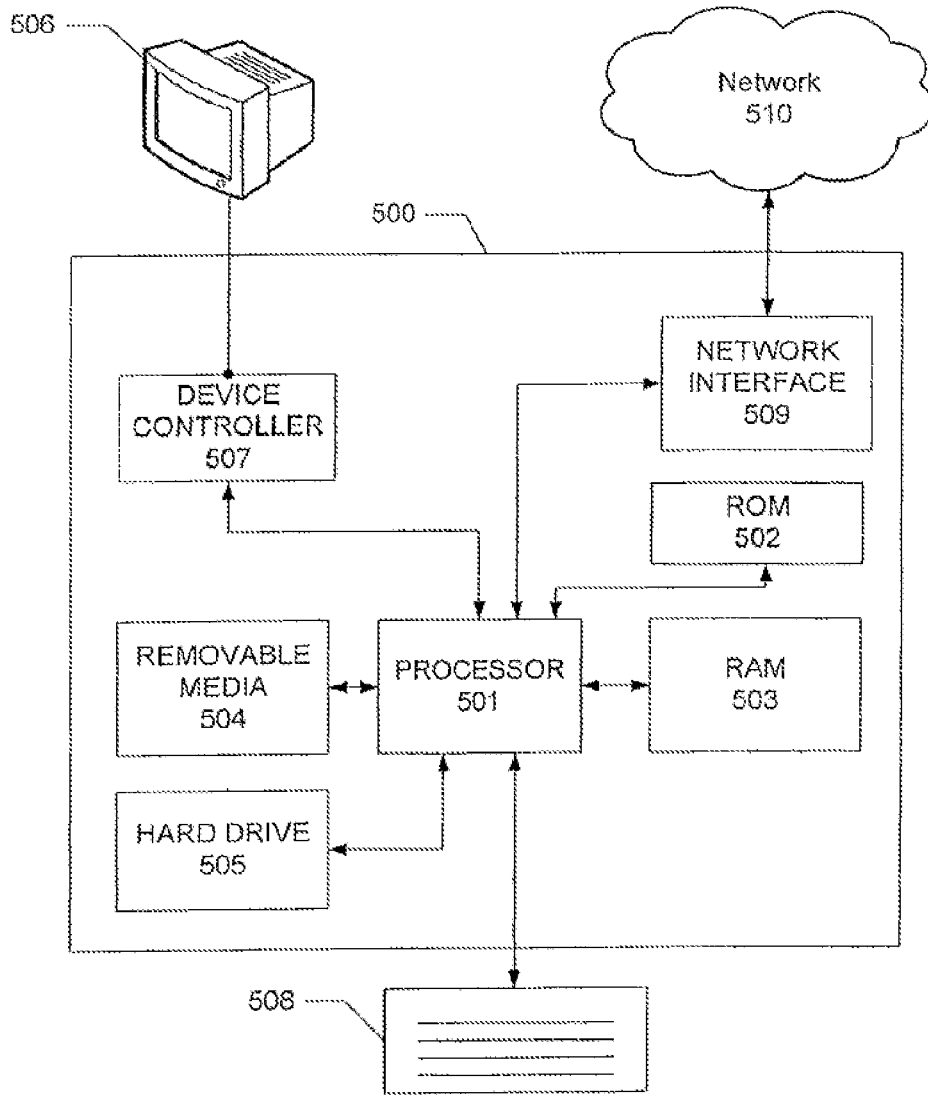 506
Network
510
500
NETWORK
INTERFACE
509
DEVICE
CONTROLLER
507
ROM
502
REMOVABLE
MEDIA
504
PROCESSOR
501
RAM
503
HARD DRIVE
505
508